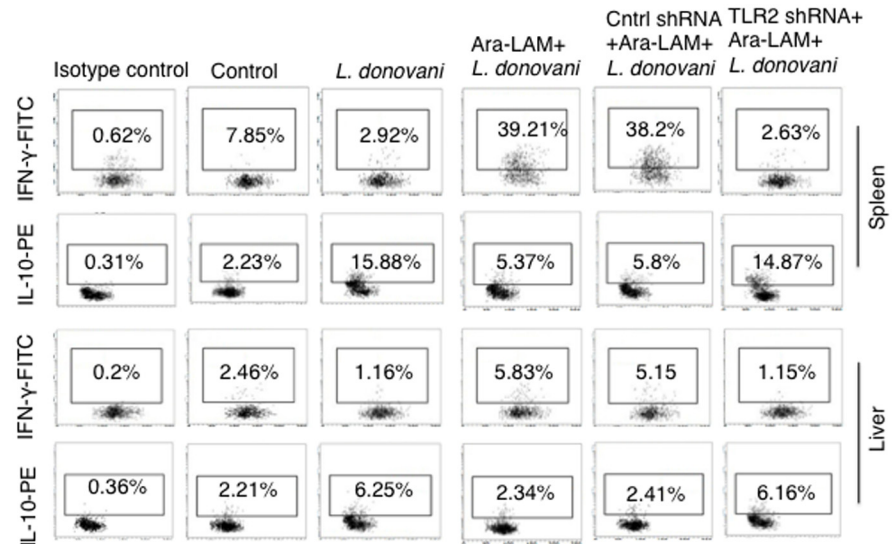 Isotype control
Control
L. donovani
Ara-LAM+
L. donovani
Cntrl shRNA
+Ara-LAM+
L. donovani
TLR2 shRNA+
Ara-LAM+
L. donovani
IFN-γ-FITC
0.62%
7.85%
2.92%
39.21%
38.2%
2.63%
IL-10-PE
0.31%
2.23%
15.88%
5.37%
5.8%
14.87%
Spleen
IFN-γ-FITC
0.2%
2.46%
1.16%
5.83%
5.15
1.15%
IL-10-PE
0.36%
2.21%
6.25%
2.34%
2.41%
6.16%
Liver